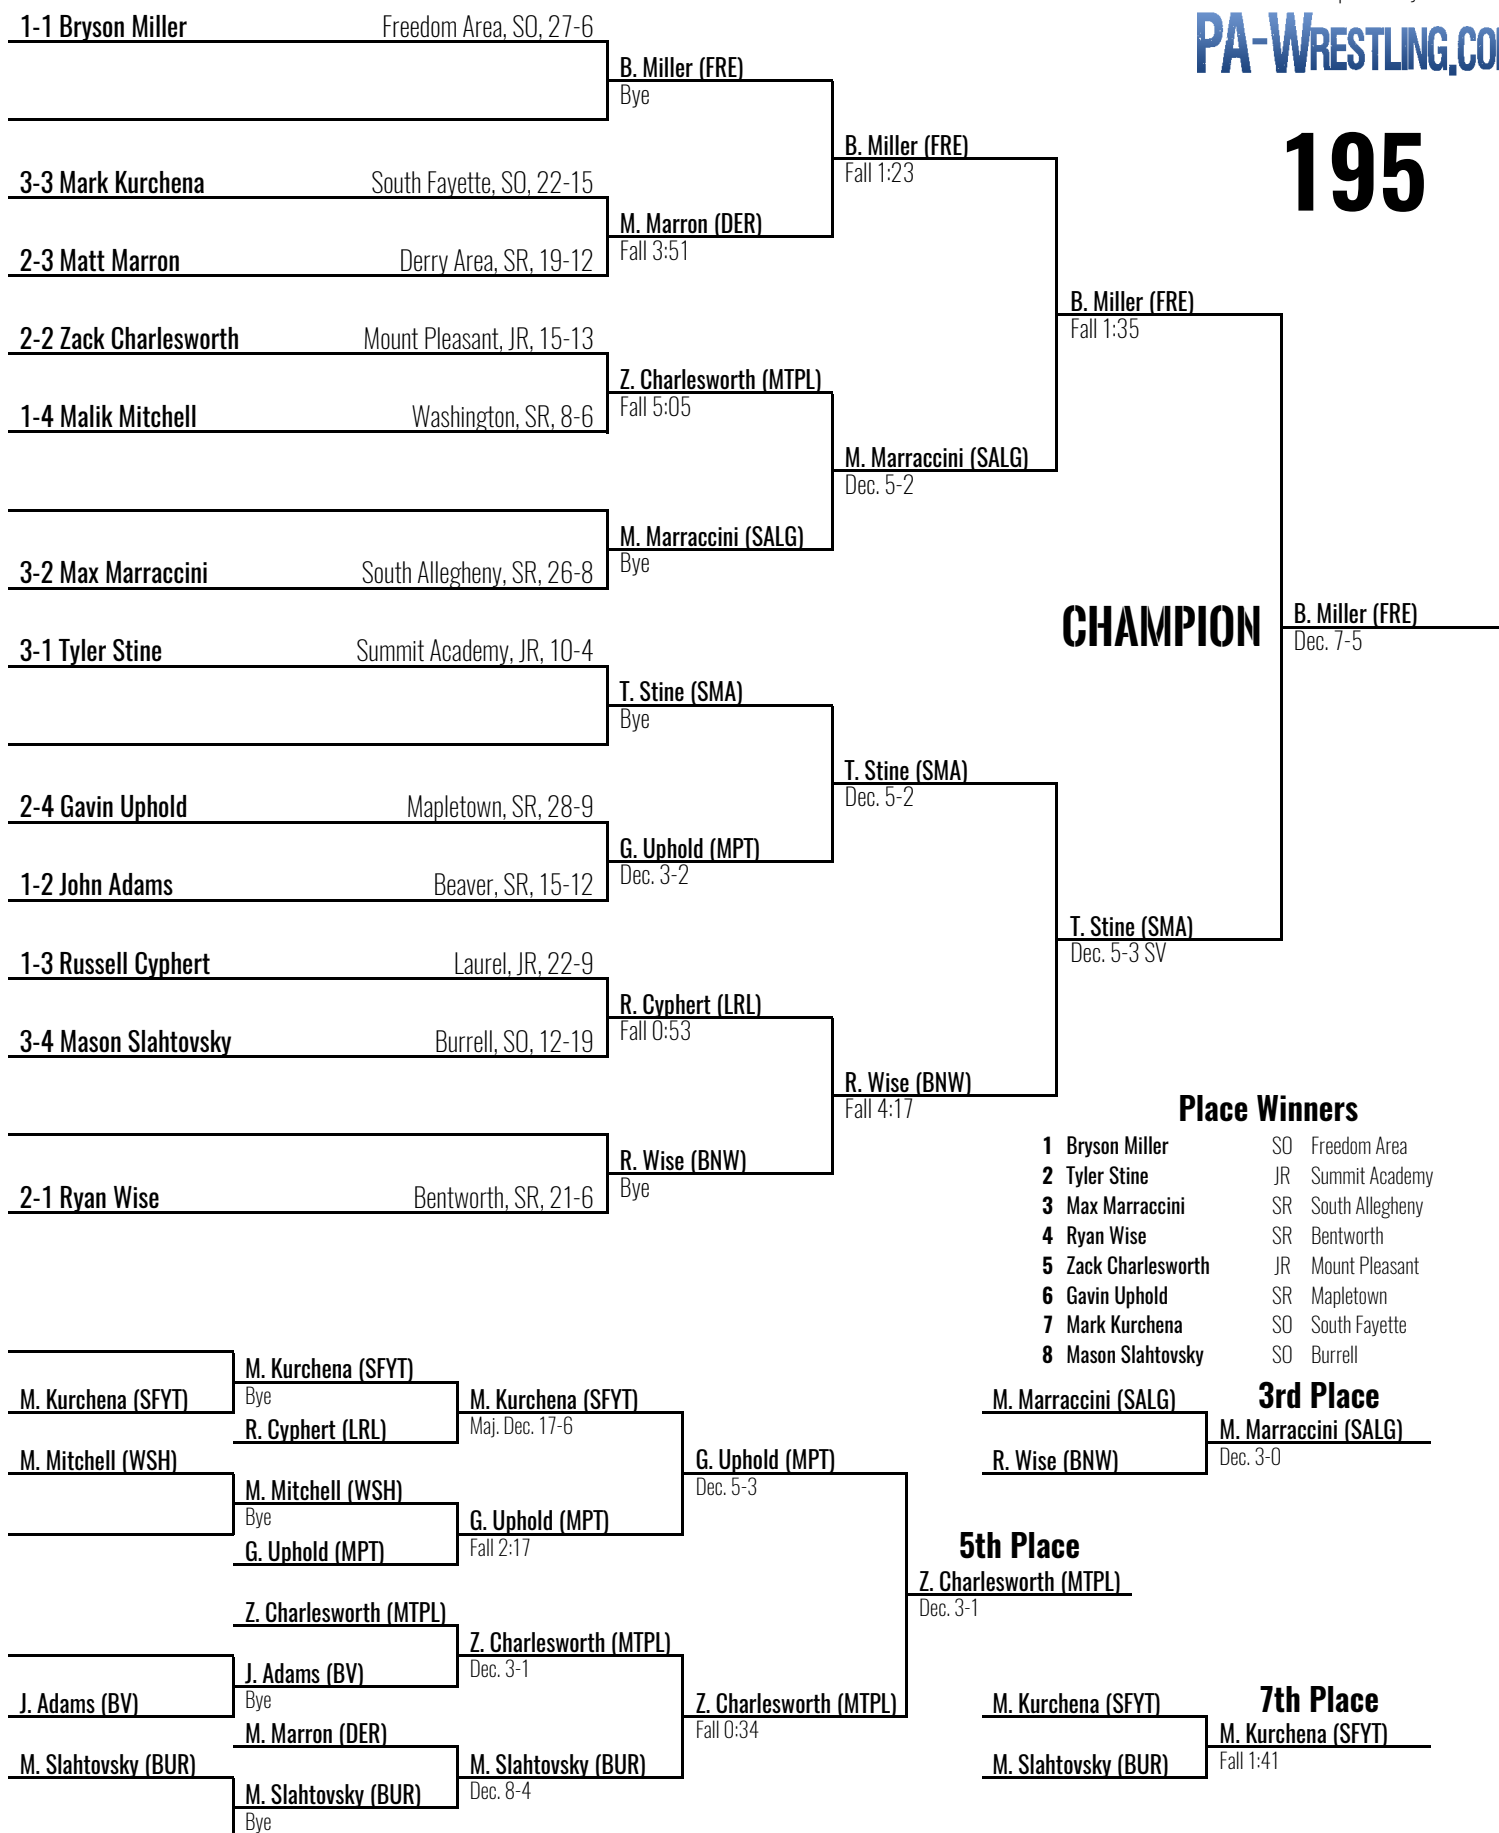 PA-WRESTLING.CO
195
1-1 Bryson Miller Freedom Area, SO, 27-6
B. Miller (FRE)
Bye
B. Miller (FRE)
Fall 1:23
3-3 Mark Kurchena South Fayette, SO, 22-15
M. Marron (DER)
Fall 3:51
2-3 Matt Marron Derry Area, SR, 19-12
B. Miller (FRE)
Fall 1:35
2-2 Zack Charlesworth Mount Pleasant, JR, 15-13
Z. Charlesworth (MTPL)
Fall 5:05
1-4 Malik Mitchell Washington, SR, 8-6
M. Marraccini (SALG)
Dec. 5-2
M. Marraccini (SALG)
Bye
3-2 Max Marraccini South Allegheny, SR, 26-8
CHAMPION
B. Miller (FRE)
Dec. 7-5
3-1 Tyler Stine Summit Academy, JR, 10-4
T. Stine (SMA)
Bye
T. Stine (SMA)
Dec. 5-2
2-4 Gavin Uphold Mapletown, SR, 28-9
G. Uphold (MPT)
Dec. 3-2
1-2 John Adams Beaver, SR, 15-12
T. Stine (SMA)
Dec. 5-3 SV
1-3 Russell Cyphert Laurel, JR, 22-9
R. Cyphert (LRL)
Fall 0:53
3-4 Mason Slahtovsky Burrell, SO, 12-19
R. Wise (BNW)
Fall 4:17
R. Wise (BNW)
Bye
2-1 Ryan Wise Bentworth, SR, 21-6
Place Winners
1 Bryson Miller SO Freedom Area
2 Tyler Stine JR Summit Academy
3 Max Marraccini SR South Allegheny
4 Ryan Wise SR Bentworth
5 Zack Charlesworth JR Mount Pleasant
6 Gavin Uphold SR Mapletown
7 Mark Kurchena SO South Fayette
8 Mason Slahtovsky SO Burrell
M. Kurchena (SFYT)
M. Kurchena (SFYT)
Bye
R. Cyphert (LRL)
M. Kurchena (SFYT)
Maj. Dec. 17-6
M. Mitchell (WSH)
M. Mitchell (WSH)
Bye
G. Uphold (MPT)
G. Uphold (MPT)
Fall 2:17
G. Uphold (MPT)
Dec. 5-3
Z. Charlesworth (MTPL)
J. Adams (BV)
J. Adams (BV)
Bye
Z. Charlesworth (MTPL)
Dec. 3-1
M. Marron (DER)
M. Slahtovsky (BUR)
M. Slahtovsky (BUR)
Bye
M. Slahtovsky (BUR)
Dec. 8-4
Z. Charlesworth (MTPL)
Fall 0:34
5th Place
Z. Charlesworth (MTPL)
Dec. 3-1
3rd Place
M. Marraccini (SALG)
R. Wise (BNW)
M. Marraccini (SALG)
Dec. 3-0
7th Place
M. Kurchena (SFYT)
M. Slahtovsky (BUR)
M. Kurchena (SFYT)
Fall 1:41